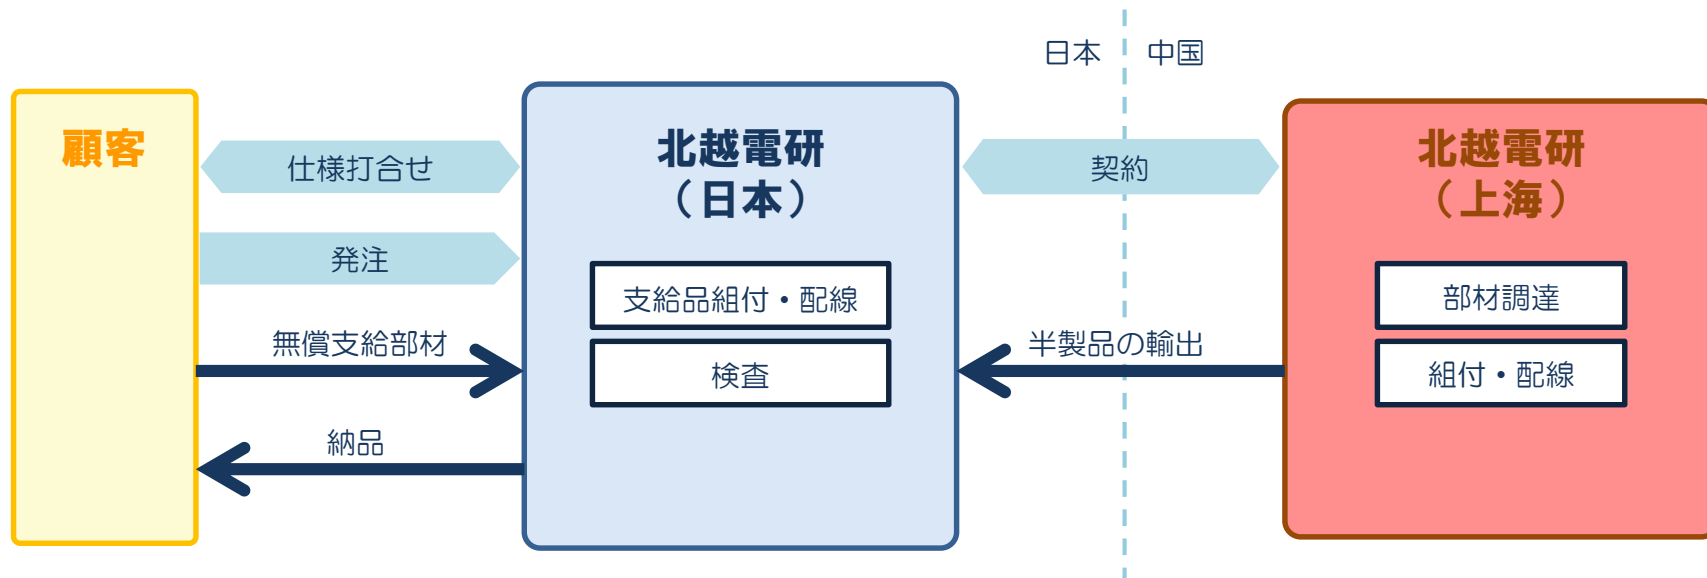 日本
中国
顧客
仕様打合せ
発注
無償支給部材
納品
北越電研
（日本）
支給品組付・配線
検査
契約
半製品の輸出
北越電研
（上海）
部材調達
組付・配線